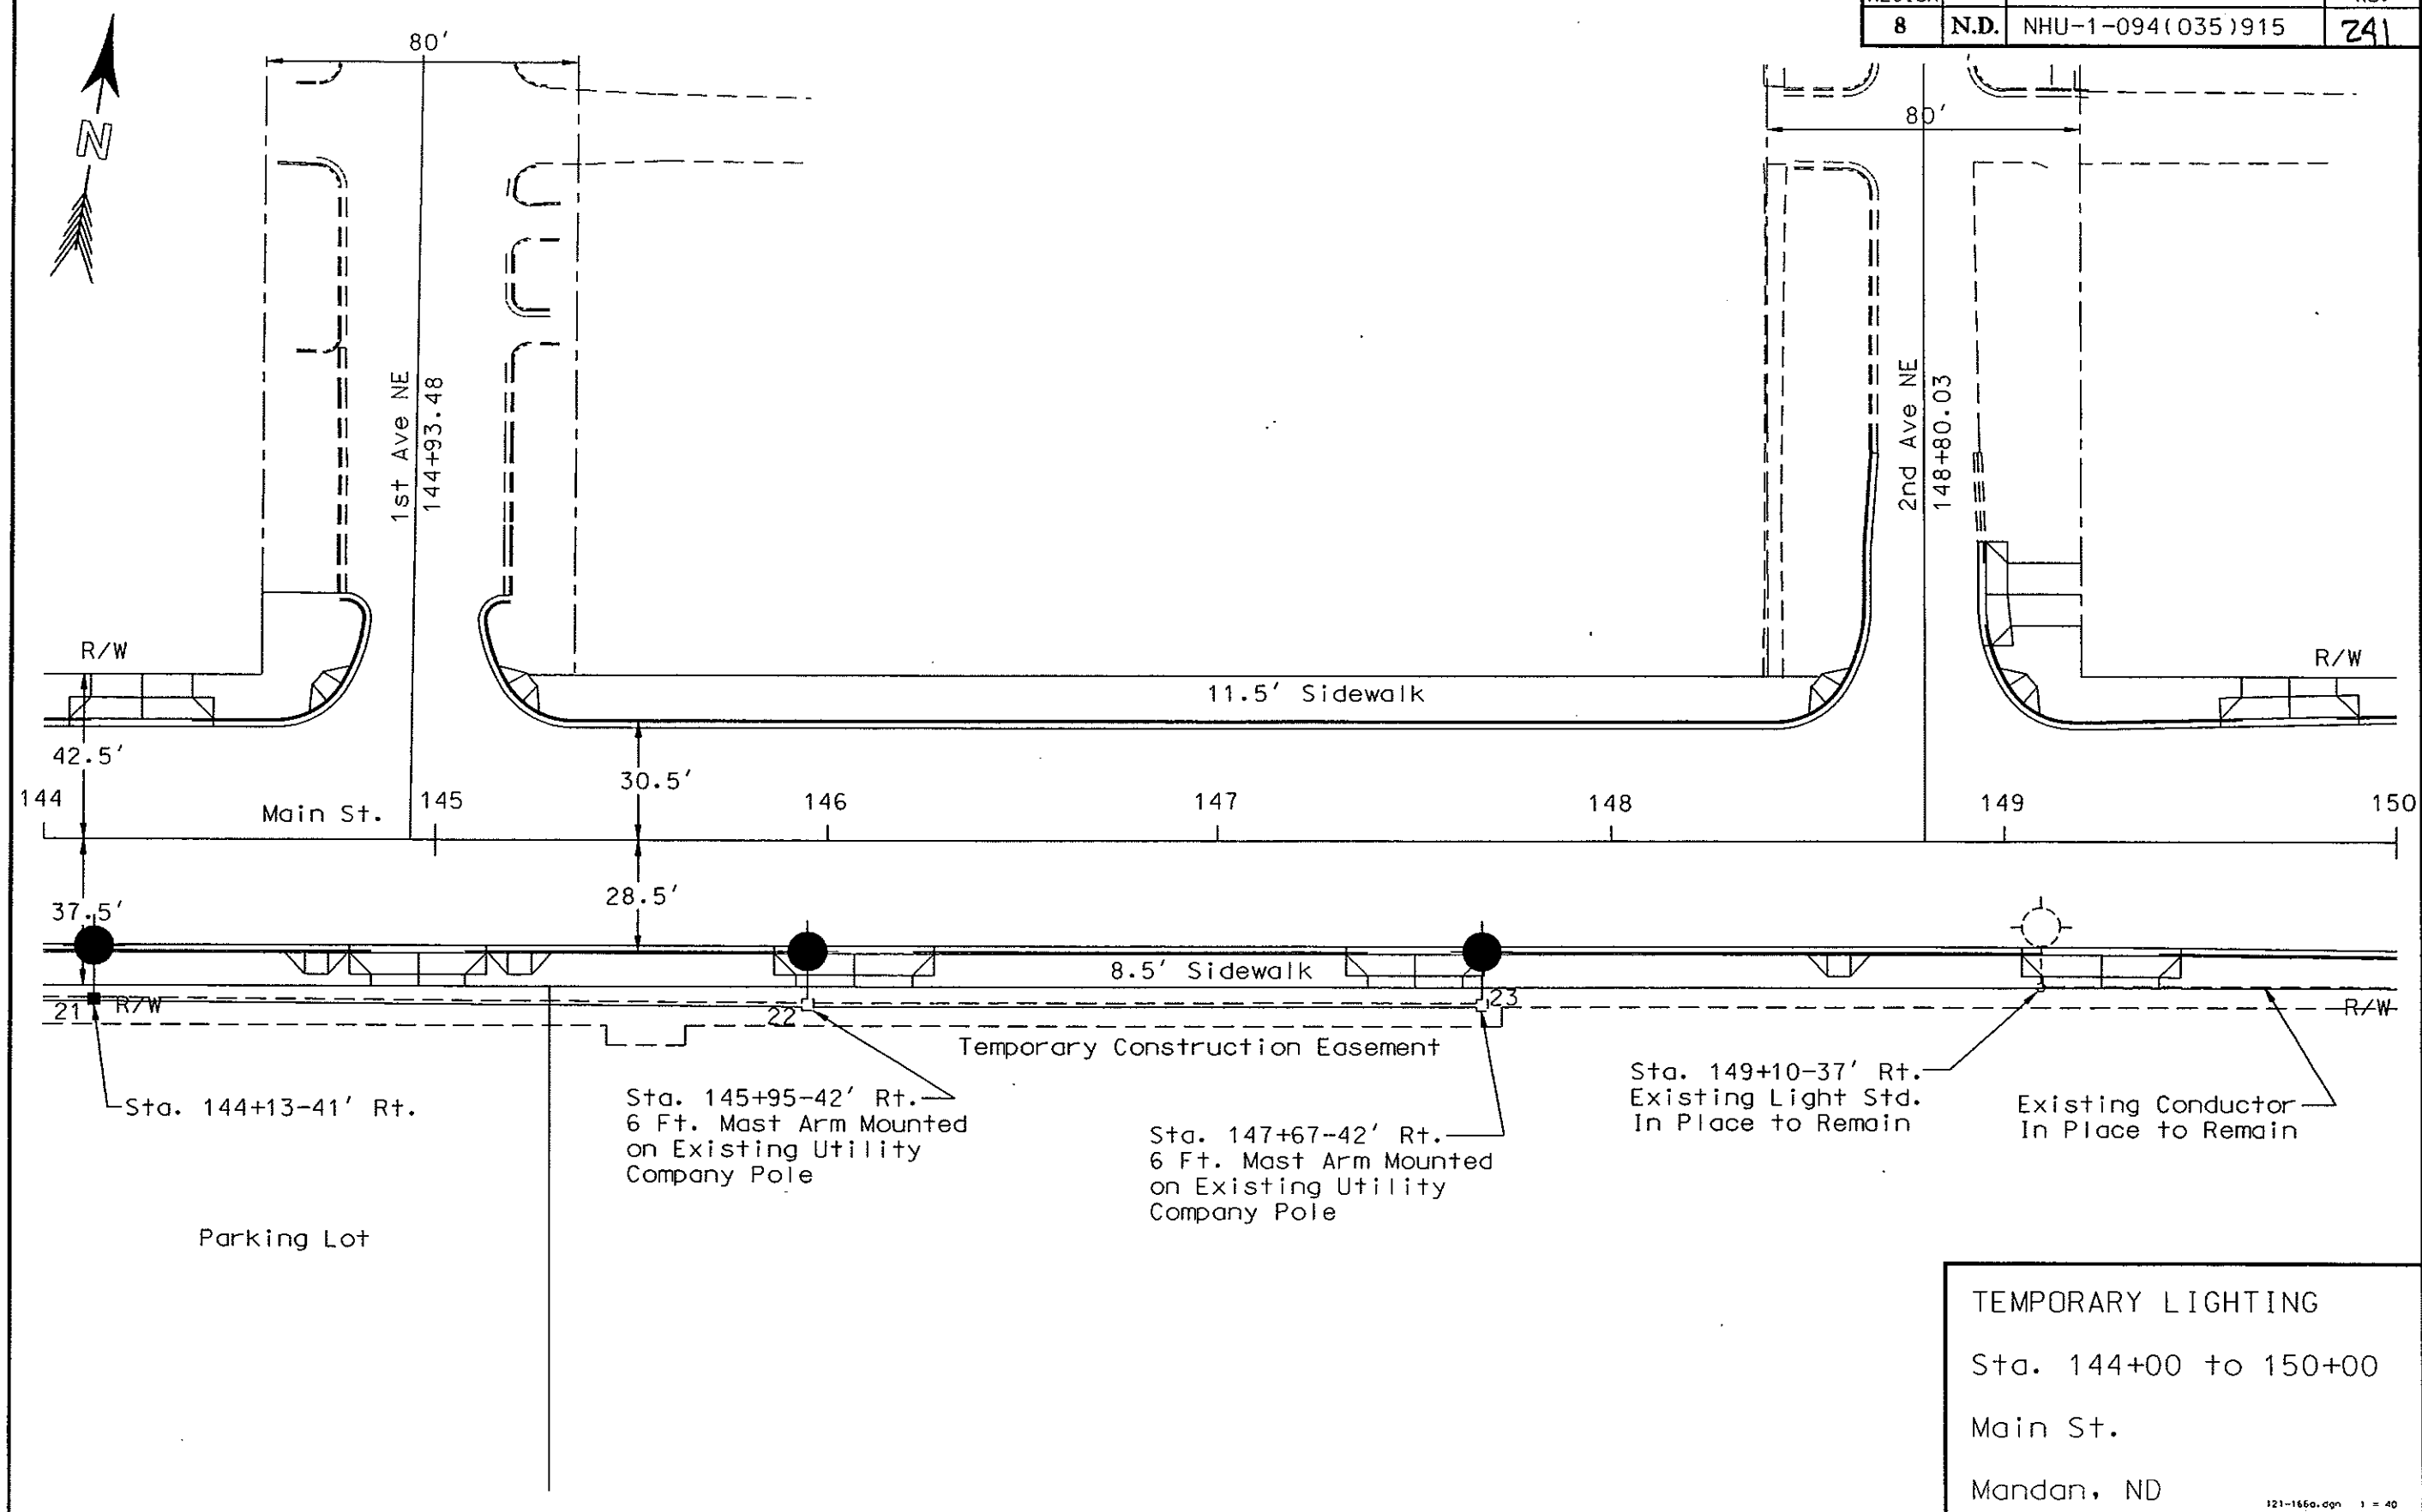 8 N.D. NHU-1-094(035)915 241
80'
80'
N
1st Ave NE
144+93.48
2nd Ave NE
148+80.03
R/W
R/W
11.5' Sidewalk
42.5'
30.5'
144 145 146 147 148 149 150
Main St.
28.5'
37.5'
8.5' Sidewalk
21 R/W 22 23 R/W
Temporary Construction Easement
Sta. 144+13-41' Rt.
Sta. 145+95-42' Rt.
6 Ft. Mast Arm Mounted
on Existing Utility
Company Pole
Sta. 147+67-42' Rt.
6 Ft. Mast Arm Mounted
on Existing Utility
Company Pole
Sta. 149+10-37' Rt.
Existing Light Std.
In Place to Remain
Existing Conductor
In Place to Remain
Parking Lot
TEMPORARY LIGHTING
Sta. 144+00 to 150+00
Main St.
Mandan, ND
121-166a.dgn 1 = 40